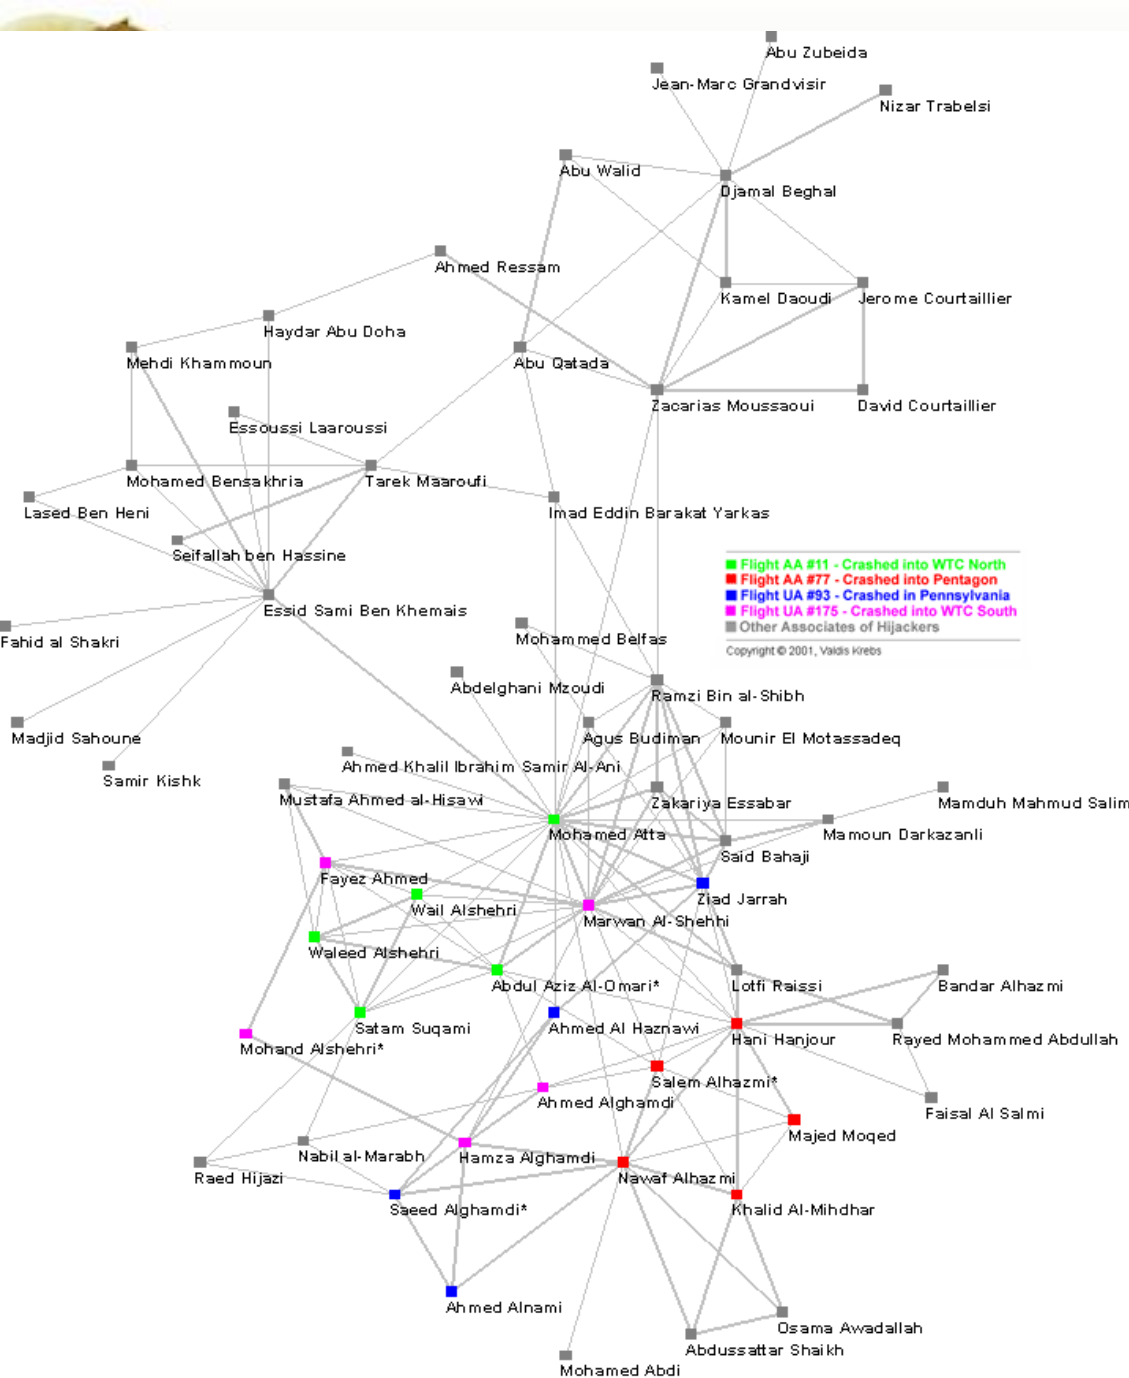 Abu Zubeida
Jean-Marc Grandvisir
Nizar Trabelsi
Abu Walid
Djamal Beghal
Ahmed Ressam
Kamel Daoudi
Jerome Courtaillier
Haydar Abu Doha
Mehdi Khammoun
Abu Qatada
Zacarias Moussaoui
David Courtaillier
Essoussi Laaroussi
Mohamed Bensakhria
Tarek Maaroufi
Lased Ben Heni
Imad Eddin Barakat Yarkas
Seifallah ben Hassine
Flight AA #11 - Crashed into WTC North
Flight AA #77 - Crashed into Pentagon
Flight UA #93 - Crashed in Pennsylvania
Flight UA #175 - Crashed into WTC South
Other Associates of Hijackers
Copyright © 2001, Valdis Krebs
Essid Sami Ben Khemais
Fahid al Shakri
Mohammed Belfas
Abdelghani Mzoudi
Ramzi Bin al-Shibh
Madjid Sahoune
Agus Budiman
Mounir El Motassadeq
Samir Kishk
Ahmed Khalil Ibrahim Samir Al-Ani
Mustafa Ahmed al-Hisawi
Zakariya Essabar
Mamduh Mahmud Salim
Mohamed Atta
Mamoun Darkazanli
Said Bahaji
Fayez Ahmed
Ziad Jarrah
Wail Alshehri
Marwan Al-Shehhi
Waleed Alshehri
Abdul Aziz Al-Omari*
Lotfi Raissi
Bandar Alhazmi
Satam Suqami
Ahmed Al Haznawi
Hani Hanjour
Rayed Mohammed Abdullah
Mohand Alshehri*
Salem Alhazmi*
Ahmed Alghamdi
Faisal Al Salmi
Majed Moqed
Nabil al-Marabh
Hamza Alghamdi
Raed Hijazi
Nawaf Alhazmi
Saeed Alghamdi*
Khalid Al-Mihdhar
Ahmed Alnami
Osama Awadallah
Abdussattar Shaikh
Mohamed Abdi